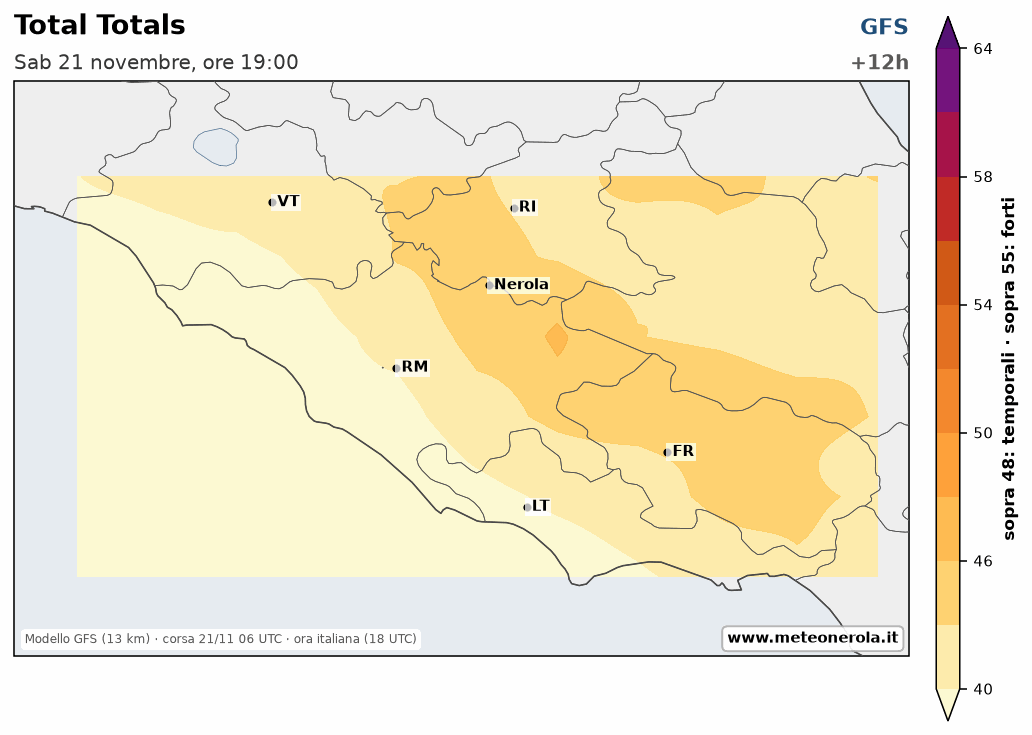 Total Totals
GFS
Sab 21 novembre, ore 19:00
+12h
64
58
54
50
46
40
sopra 48: temporali · sopra 55: forti
VT
RI
Nerola
RM
FR
LT
Modello GFS (13 km) · corsa 21/11 06 UTC · ora italiana (18 UTC)
www.meteonerola.it